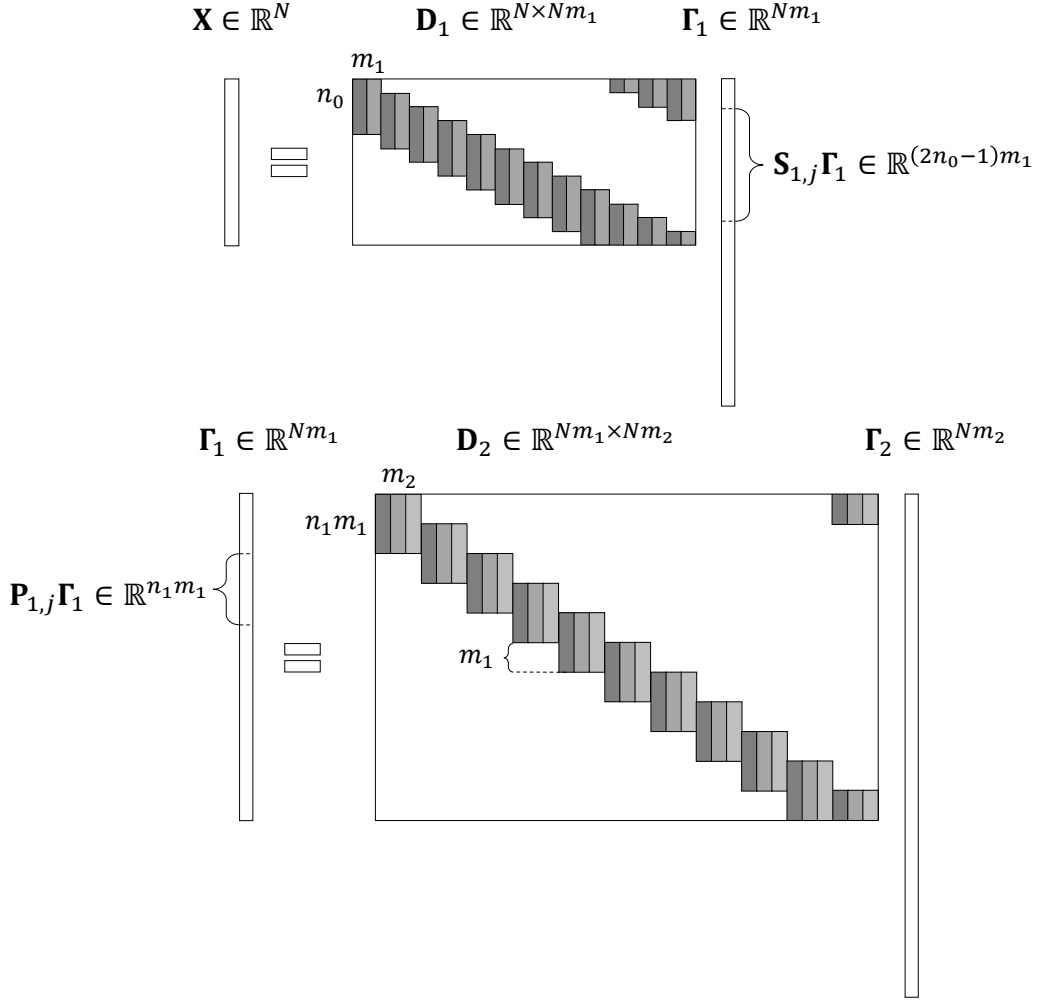 𝐗 ∈ ℝ^N 𝐃₁ ∈ ℝ^{N×Nm₁} 𝚪₁ ∈ ℝ^{Nm₁}
m₁
n₀
𝐒_{1,j}𝚪₁ ∈ ℝ^{(2n₀−1)m₁}
𝚪₁ ∈ ℝ^{Nm₁} 𝐃₂ ∈ ℝ^{Nm₁×Nm₂} 𝚪₂ ∈ ℝ^{Nm₂}
m₂
n₁m₁
𝐏_{1,j}𝚪₁ ∈ ℝ^{n₁m₁}
m₁